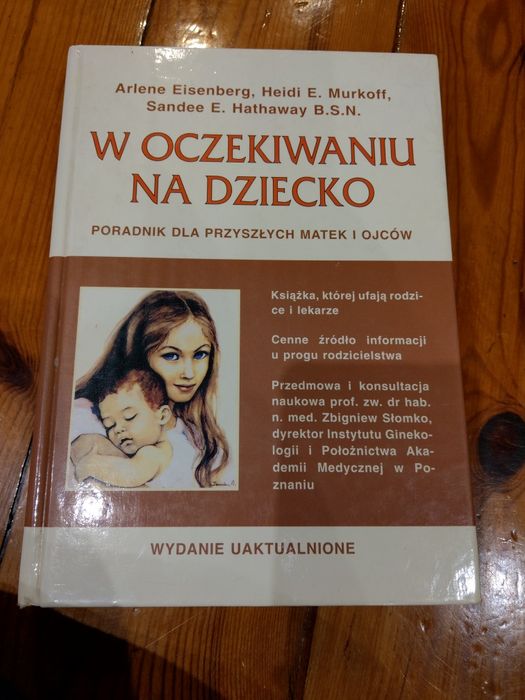 Arlene Eisenberg, Heidi E. Murkoff,
Sandee E. Hathaway B.S.N.
W OCZEKIWANIU
NA DZIECKO
PORADNIK DLA PRZYSZŁYCH MATEK I OJCÓW
Książka, której ufają rodzi-
ce i lekarze
Cenne źródło informacji
u progu rodzicielstwa
Przedmowa i konsultacja
naukowa prof. zw. dr hab.
n. med. Zbigniew Słomko,
dyrektor Instytutu Gineko-
logii i Położnictwa Aka-
demii Medycznej w Po-
znaniu
WYDANIE UAKTUALNIONE